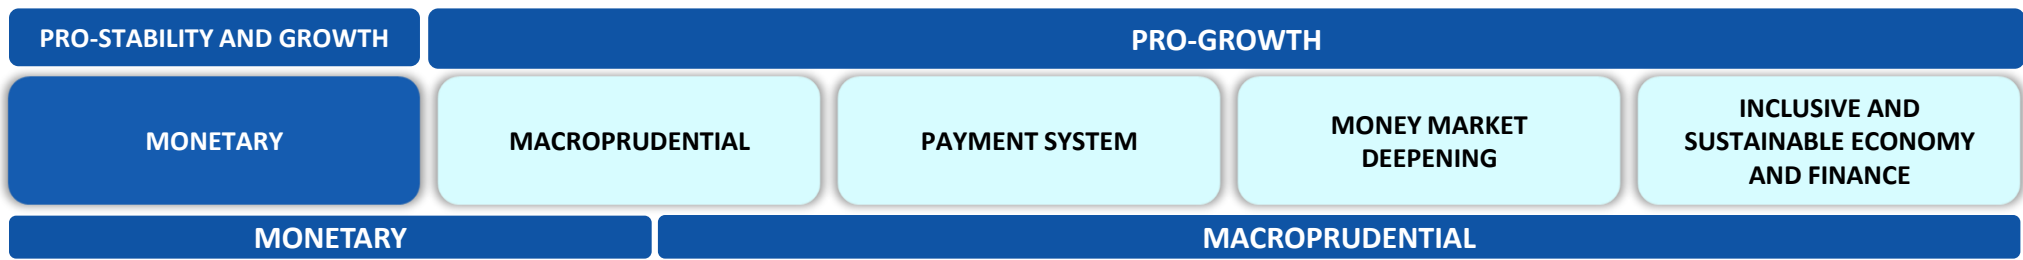 PRO-STABILITY AND GROWTH
PRO-GROWTH
MONETARY
MACROPRUDENTIAL
PAYMENT SYSTEM
MONEY MARKET
DEEPENING
INCLUSIVE AND
SUSTAINABLE ECONOMY
AND FINANCE
MONETARY
MACROPRUDENTIAL